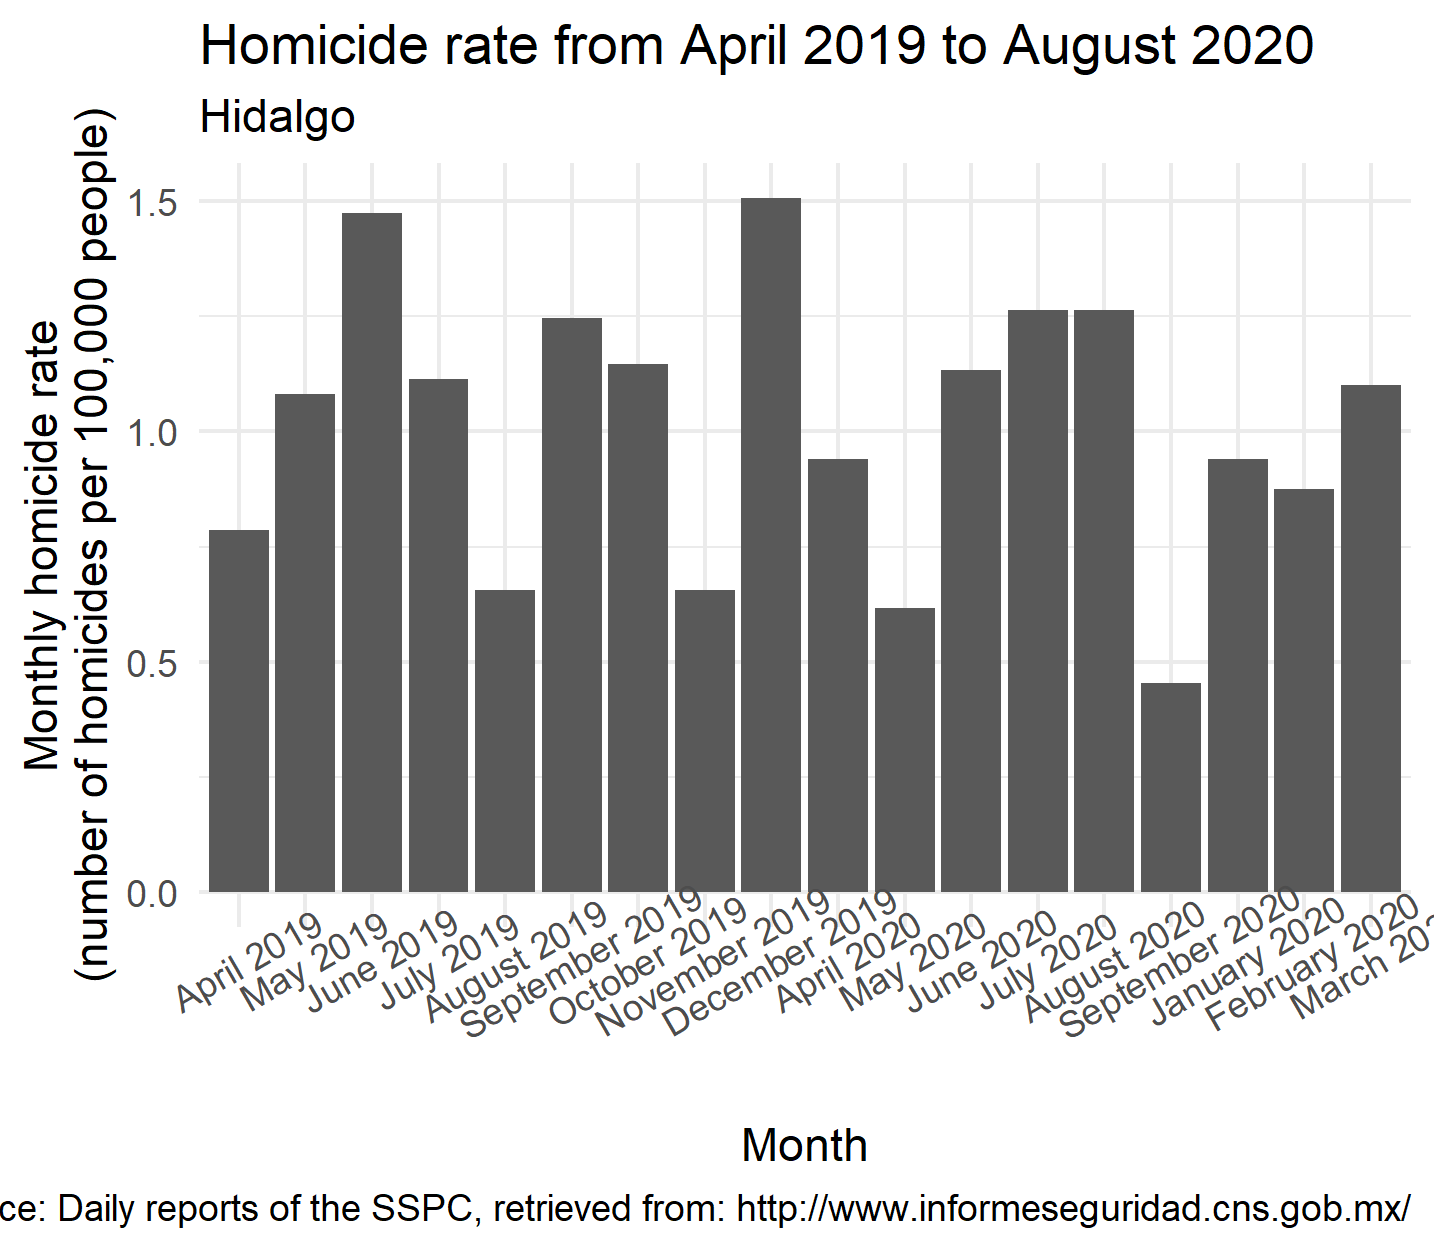 Homicide rate from April 2019 to August 2020
Hidalgo
Monthly homicide rate
(number of homicides per 100,000 people)
1.5
1.0
0.5
0.0
April 2019
May 2019
June 2019
July 2019
August 2019
September 2019
October 2019
November 2019
December 2019
April 2020
May 2020
June 2020
July 2020
August 2020
September 2020
January 2020
February 2020
March 202
Month
ce: Daily reports of the SSPC, retrieved from: http://www.informeseguridad.cns.gob.mx/